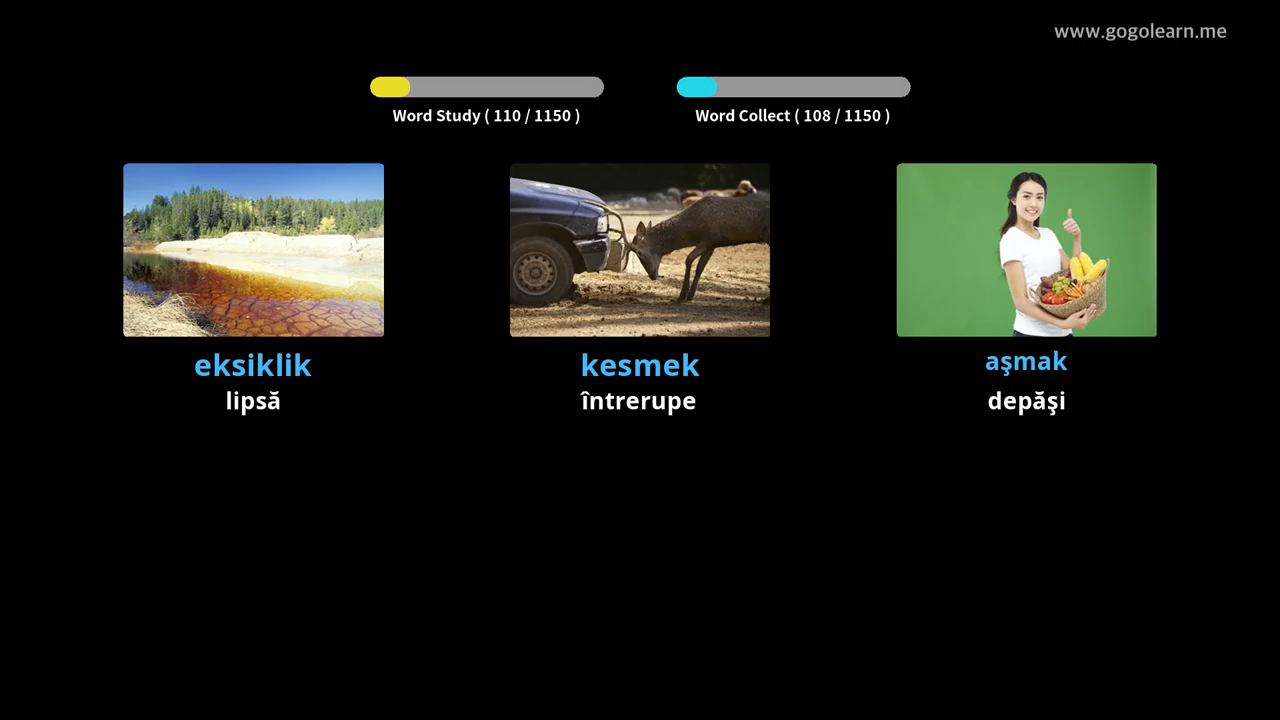 www.gogolearn.me
Word Study ( 110 / 1150 )
Word Collect ( 108 / 1150 )
eksiklik
lipsă
kesmek
întrerupe
aşmak
depăşi